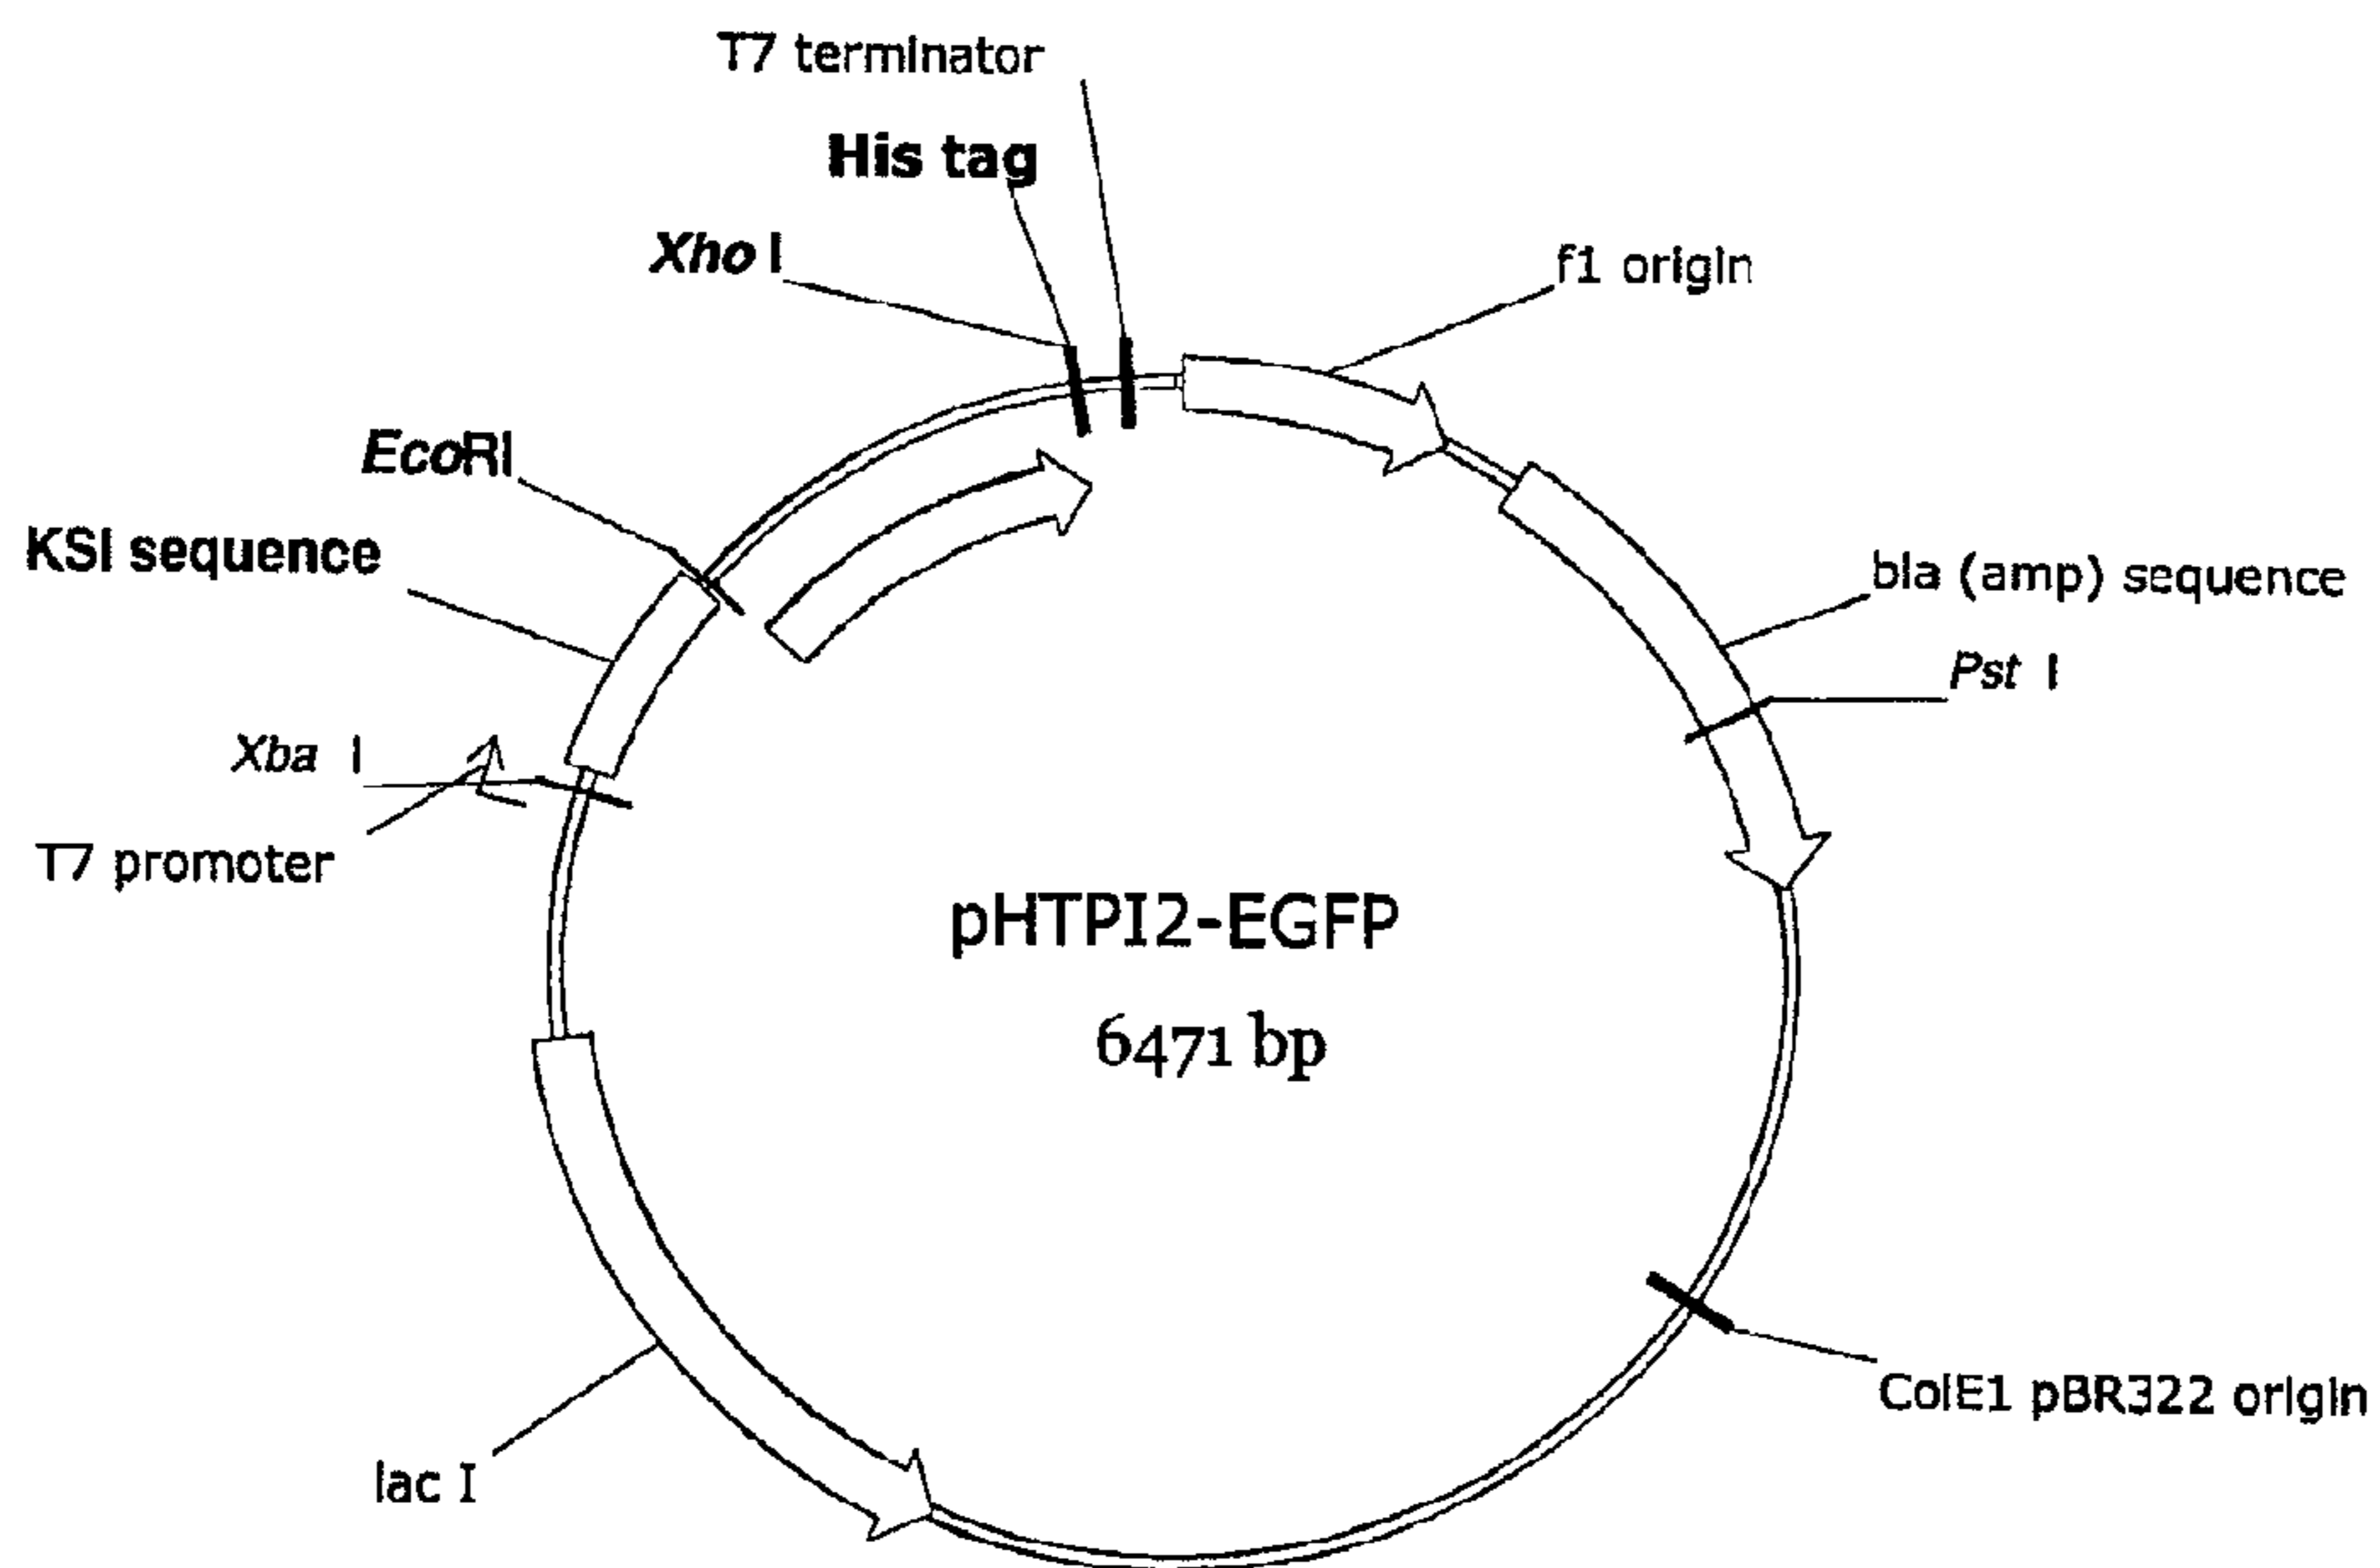 T7 terminator
His tag
Xho I
f1 origin
EcoRI
KSI sequence
bla (amp) sequence
Pst I
Xba I
T7 promoter
pHTPI2-EGFP
6471 bp
ColE1 pBR322 origin
lac I